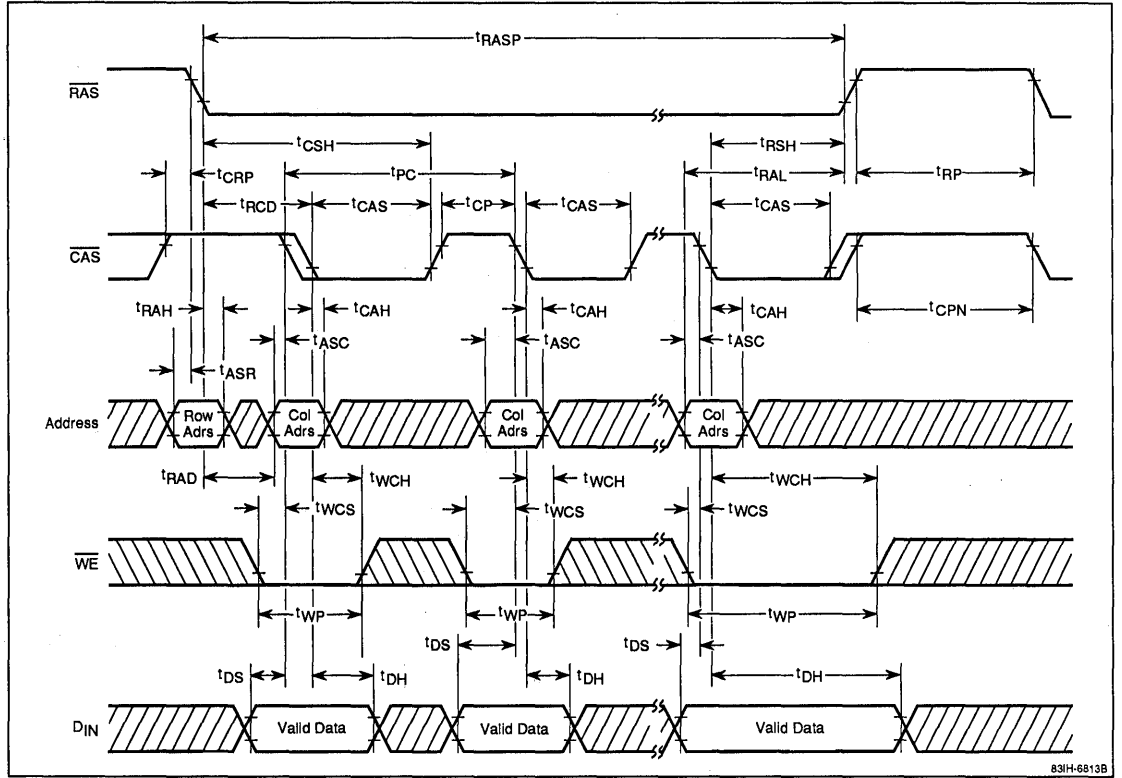 tRASP
RAS
tCSH
tRSH
tCRP
tPC
tRAL
tRP
tRCD
tCAS
tCP
tCAS
tCAS
CAS
tRAH
tCAH
tCAH
tCAH
tCPN
tASC
tASC
tASC
tASR
Address
Row Adrs
Col Adrs
Col Adrs
Col Adrs
tRAD
tWCH
tWCH
tWCH
tWCS
tWCS
tWCS
WE
tWP
tWP
tWP
tDS
tDS
tDS
tDH
tDH
tDH
DIN
Valid Data
Valid Data
Valid Data
83IH-6813B